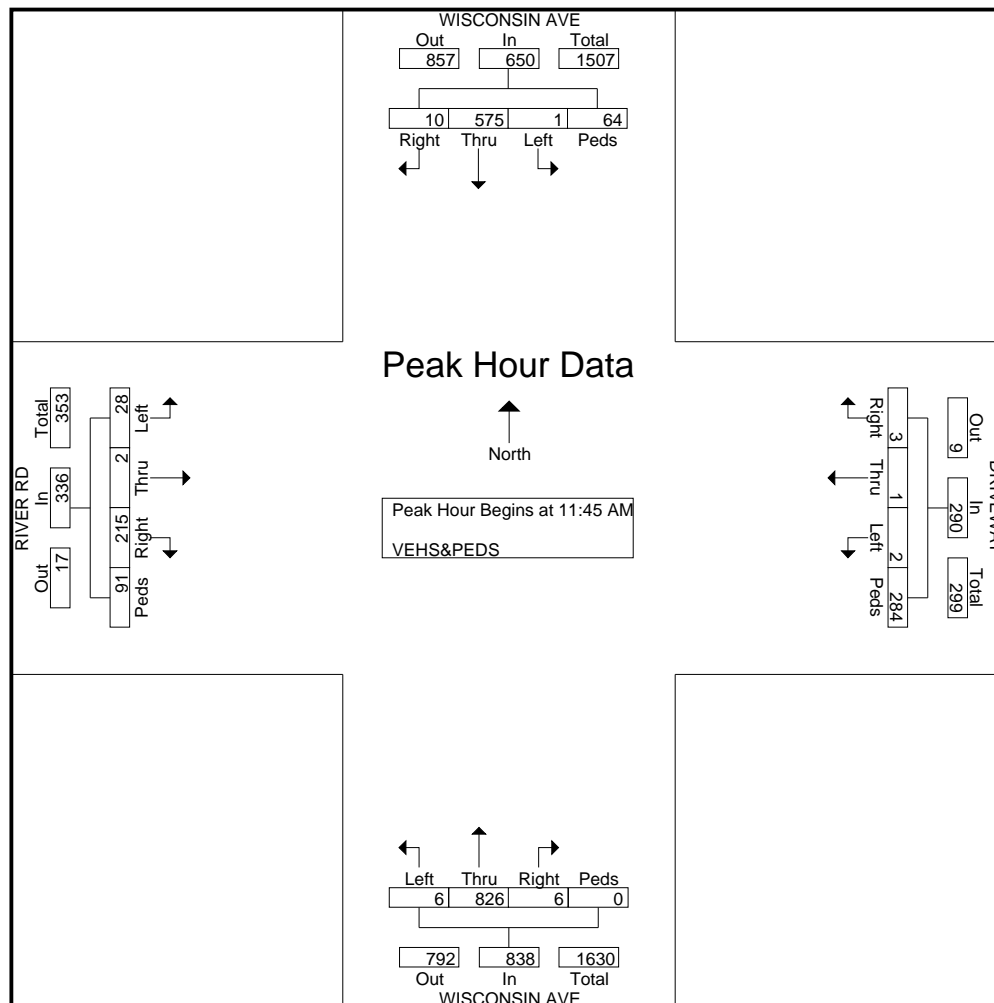 WISCONSIN AVE
Out In Total
857 650 1507
10 575 1 64
Right Thru Left Peds
Peak Hour Data
North
Peak Hour Begins at 11:45 AM
VEHS&PEDS
RIVER RD
Total In Out
353 336 17
28 2 215 91
Left Thru Right Peds
Right Thru Left Peds
3 1 2 284
Out In Total
9 290 299
DRIVEWAY
Left Thru Right Peds
6 826 6 0
792 838 1630
Out In Total
WISCONSIN AVE